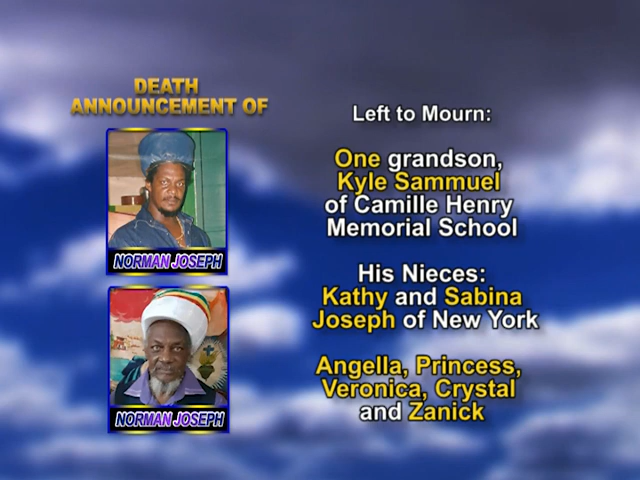 DEATH
ANNOUNCEMENT OF
NORMAN JOSEPH
NORMAN JOSEPH
Left to Mourn:
One grandson,
Kyle Sammuel
of Camille Henry
Memorial School
His Nieces:
Kathy and Sabina
Joseph of New York
Angella, Princess,
Veronica, Crystal
and Zanick